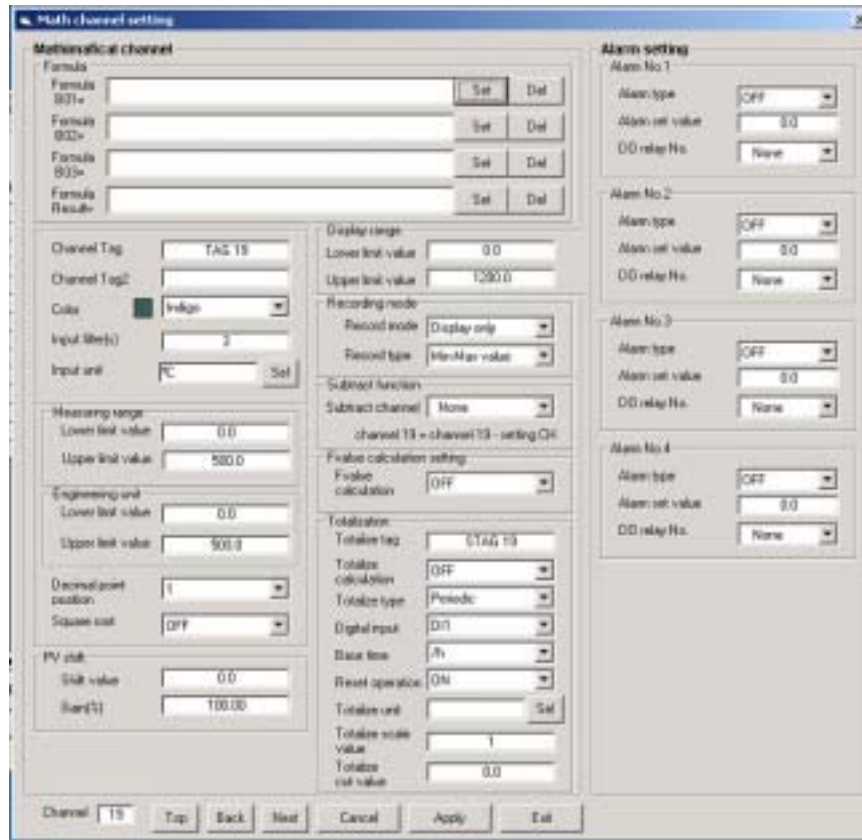 Math channel setting
Mathematical channel
Formula
Formula B01= Set Del
Formula B02= Set Del
Formula B03= Set Del
Formula Result= Set Del
Channel Tag TAG 19
Channel Tag2
Color Indigo
Input filter(s) 3
Input unit ℃ Sel
Measuring range
Lower limit value 0.0
Upper limit value 500.0
Engineering unit
Lower limit value 0.0
Upper limit value 500.0
Decimal point position 1
Square root OFF
PV shift
Shift value 0.0
Gain(%) 100.00
Display range
Lower limit value 0.0
Upper limit value 1200.0
Recording mode
Record mode Display only
Record type Min/Max value
Subtract function
Subtract channel None
channel 19 = channel 19 - setting CH
F value calculation setting
F value calculation OFF
Totalization
Totalize tag STAG 19
Totalize calculation OFF
Totalize type Periodic
Digital input DI1
Base time /h
Reset operation ON
Totalize unit Sel
Totalize scale value 1
Totalize cut value 0.0
Alarm setting
Alarm No.1
Alarm type OFF
Alarm set value 0.0
DO relay No. None
Alarm No.2
Alarm type OFF
Alarm set value 0.0
DO relay No. None
Alarm No.3
Alarm type OFF
Alarm set value 0.0
DO relay No. None
Alarm No.4
Alarm type OFF
Alarm set value 0.0
DO relay No. None
Channel 19 Top Back Next Cancel Apply Exit